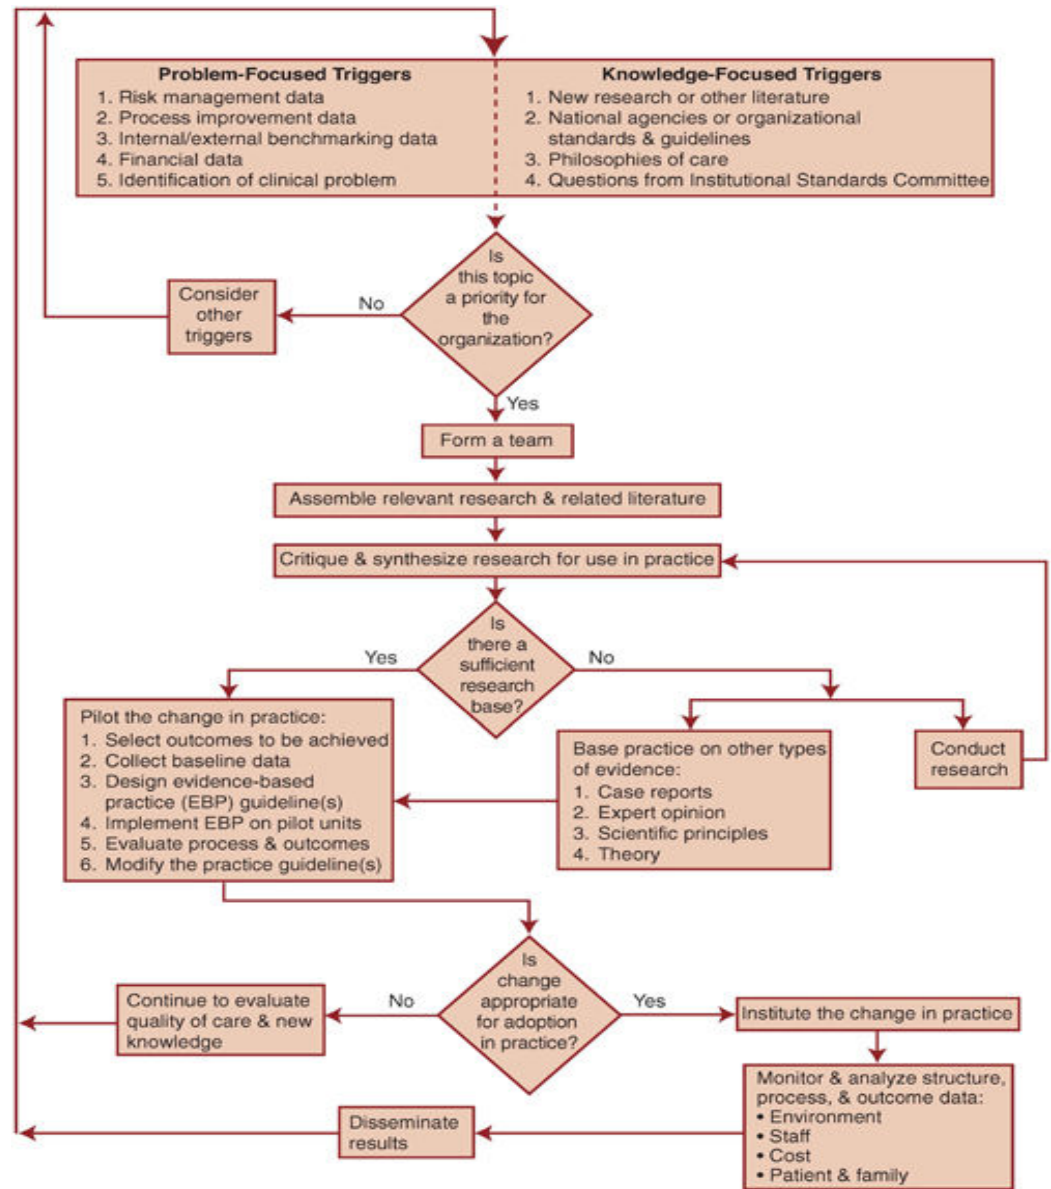 Problem-Focused Triggers
1. Risk management data
2. Process improvement data
3. Internal/external benchmarking data
4. Financial data
5. Identification of clinical problem
Knowledge-Focused Triggers
1. New research or other literature
2. National agencies or organizational
standards & guidelines
3. Philosophies of care
4. Questions from Institutional Standards Committee
Is
this topic
a priority for
the
organization?
No
Consider
other
triggers
Yes
Form a team
Assemble relevant research & related literature
Critique & synthesize research for use in practice
Is
there a
sufficient
research
base?
Yes
No
Pilot the change in practice:
1. Select outcomes to be achieved
2. Collect baseline data
3. Design evidence-based
practice (EBP) guideline(s)
4. Implement EBP on pilot units
5. Evaluate process & outcomes
6. Modify the practice guideline(s)
Base practice on other types
of evidence:
1. Case reports
2. Expert opinion
3. Scientific principles
4. Theory
Conduct
research
Is
change
appropriate
for adoption
in practice?
No
Yes
Continue to evaluate
quality of care & new
knowledge
Institute the change in practice
Monitor & analyze structure,
process, & outcome data:
• Environment
• Staff
• Cost
• Patient & family
Disseminate
results